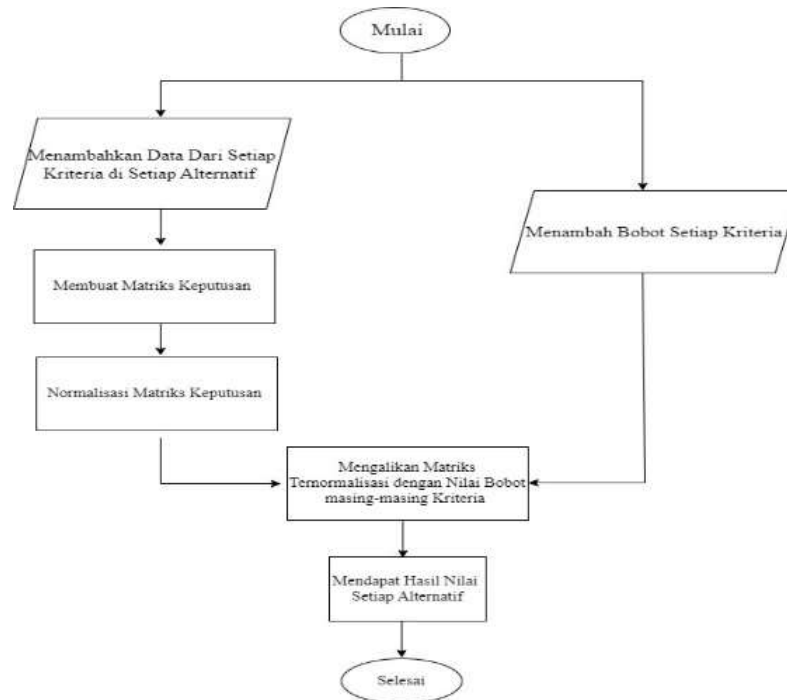 Mulai
Menambahkan Data Dari Setiap
Kriteria di Setiap Alternatif
Menambah Bobot Setiap Kriteria
Membuat Matriks Keputusan
Normalisasi Matriks Keputusan
Mengalikan Matriks
Ternormalisasi dengan Nilai Bobot
masing-masing Kriteria
Mendapat Hasil Nilai
Setiap Alternatif
Selesai